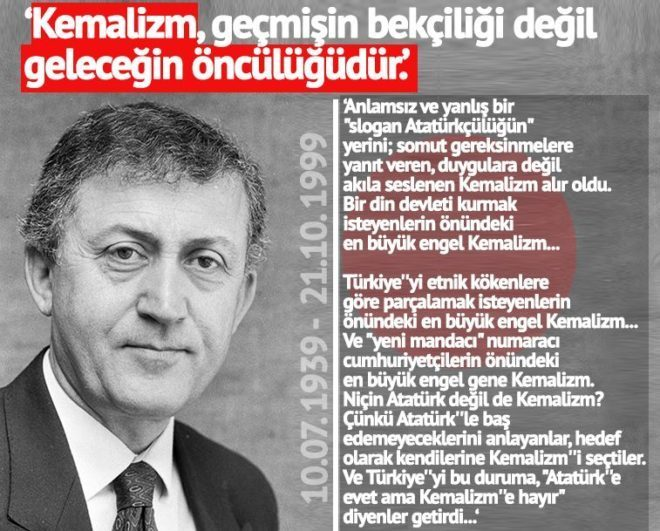 ‘Kemalizm, geçmişin bekçiliği değil
geleceğin öncülüğüdür.’
10.07.1939 - 21.10.1999
‘Anlamsız ve yanlış bir
"slogan Atatürkçülüğün"
yerini; somut gereksinmelere
yanıt veren, duygulara değil
akıla seslenen Kemalizm alır oldu.
Bir din devleti kurmak
isteyenlerin önündeki
en büyük engel Kemalizm...
Türkiye''yi etnik kökenlere
göre parçalamak isteyenlerin
önündeki en büyük engel Kemalizm...
Ve "yeni mandacı" numaracı
cumhuriyetçilerin önündeki
en büyük engel gene Kemalizm.
Niçin Atatürk değil de Kemalizm?
Çünkü Atatürk''le baş
edemeyeceklerini anlayanlar, hedef
olarak kendilerine Kemalizm''i seçtiler.
Ve Türkiye''yi bu duruma, "Atatürk''e
evet ama Kemalizm''e hayır"
diyenler getirdi...‘